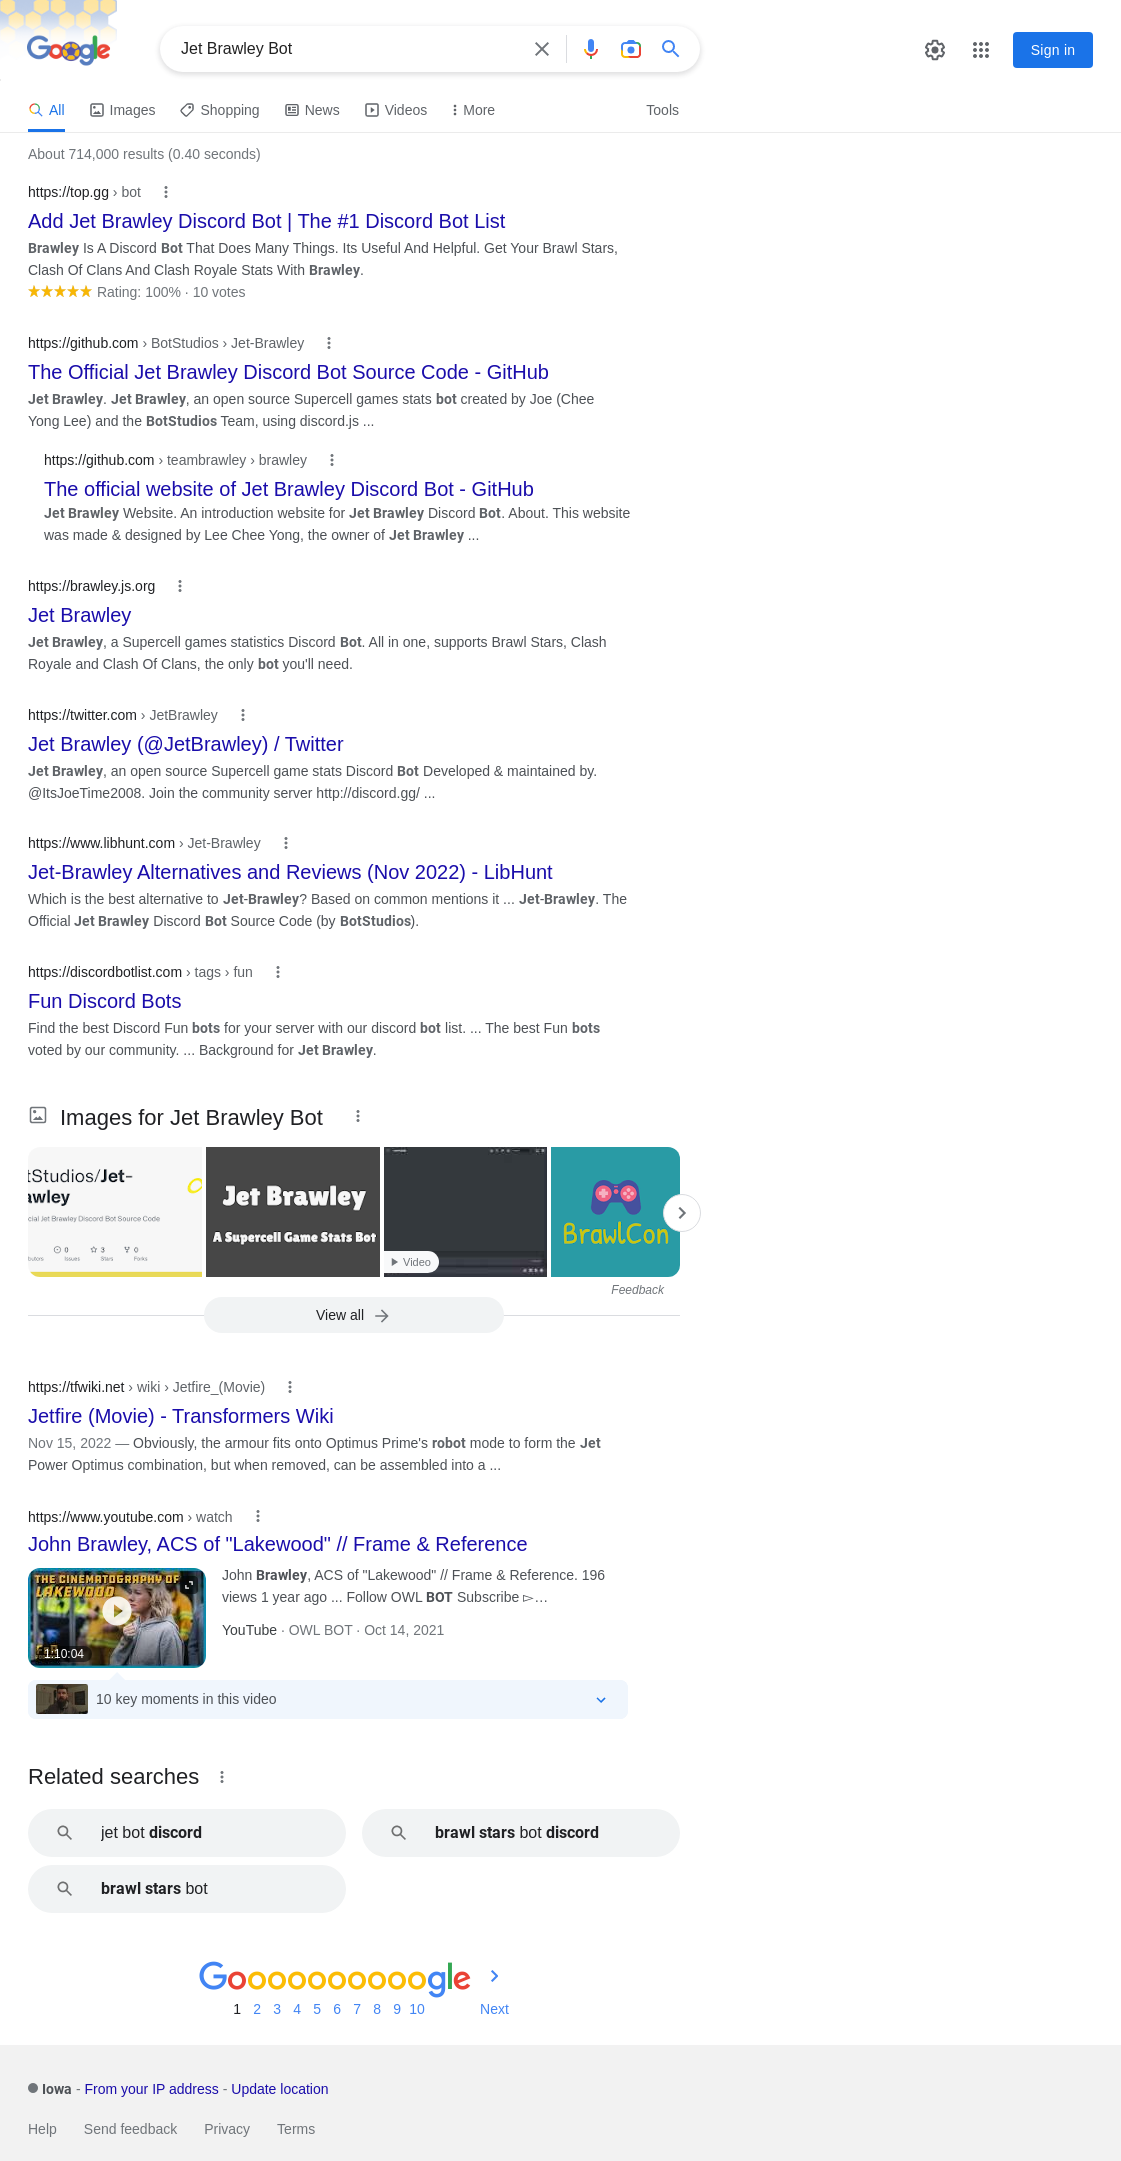 Google
Jet Brawley Bot
Sign in
All Images Shopping News Videos More Tools
About 714,000 results (0.40 seconds)
https://top.gg › bot
Add Jet Brawley Discord Bot | The #1 Discord Bot List
Brawley Is A Discord Bot That Does Many Things. Its Useful And Helpful. Get Your Brawl Stars,
Clash Of Clans And Clash Royale Stats With Brawley.
Rating: 100% · 10 votes
https://github.com › BotStudios › Jet-Brawley
The Official Jet Brawley Discord Bot Source Code - GitHub
Jet Brawley. Jet Brawley, an open source Supercell games stats bot created by Joe (Chee
Yong Lee) and the BotStudios Team, using discord.js ...
https://github.com › teambrawley › brawley
The official website of Jet Brawley Discord Bot - GitHub
Jet Brawley Website. An introduction website for Jet Brawley Discord Bot. About. This website
was made & designed by Lee Chee Yong, the owner of Jet Brawley ...
https://brawley.js.org
Jet Brawley
Jet Brawley, a Supercell games statistics Discord Bot. All in one, supports Brawl Stars, Clash
Royale and Clash Of Clans, the only bot you'll need.
https://twitter.com › JetBrawley
Jet Brawley (@JetBrawley) / Twitter
Jet Brawley, an open source Supercell game stats Discord Bot Developed & maintained by.
@ItsJoeTime2008. Join the community server http://discord.gg/ ...
https://www.libhunt.com › Jet-Brawley
Jet-Brawley Alternatives and Reviews (Nov 2022) - LibHunt
Which is the best alternative to Jet-Brawley? Based on common mentions it ... Jet-Brawley. The
Official Jet Brawley Discord Bot Source Code (by BotStudios).
https://discordbotlist.com › tags › fun
Fun Discord Bots
Find the best Discord Fun bots for your server with our discord bot list. ... The best Fun bots
voted by our community. ... Background for Jet Brawley.
Images for Jet Brawley Bot
tStudios/Jet-
awley
cial Jet Brawley Discord Bot Source Code
0 3 0
butors Issues Stars Forks
Jet Brawley
A Supercell Game Stats Bot
Video
BrawlCon
Feedback
View all
https://tfwiki.net › wiki › Jetfire_(Movie)
Jetfire (Movie) - Transformers Wiki
Nov 15, 2022 — Obviously, the armour fits onto Optimus Prime's robot mode to form the Jet
Power Optimus combination, but when removed, can be assembled into a ...
https://www.youtube.com › watch
John Brawley, ACS of "Lakewood" // Frame & Reference
THE CINEMATOGRAPHY OF
LAKEWOOD
1:10:04
John Brawley, ACS of "Lakewood" // Frame & Reference. 196
views 1 year ago ... Follow OWL BOT Subscribe ▻…
YouTube · OWL BOT · Oct 14, 2021
10 key moments in this video
Related searches
jet bot discord
brawl stars bot discord
brawl stars bot
Goooooooooogle
1 2 3 4 5 6 7 8 9 10 Next
Iowa - From your IP address - Update location
Help Send feedback Privacy Terms